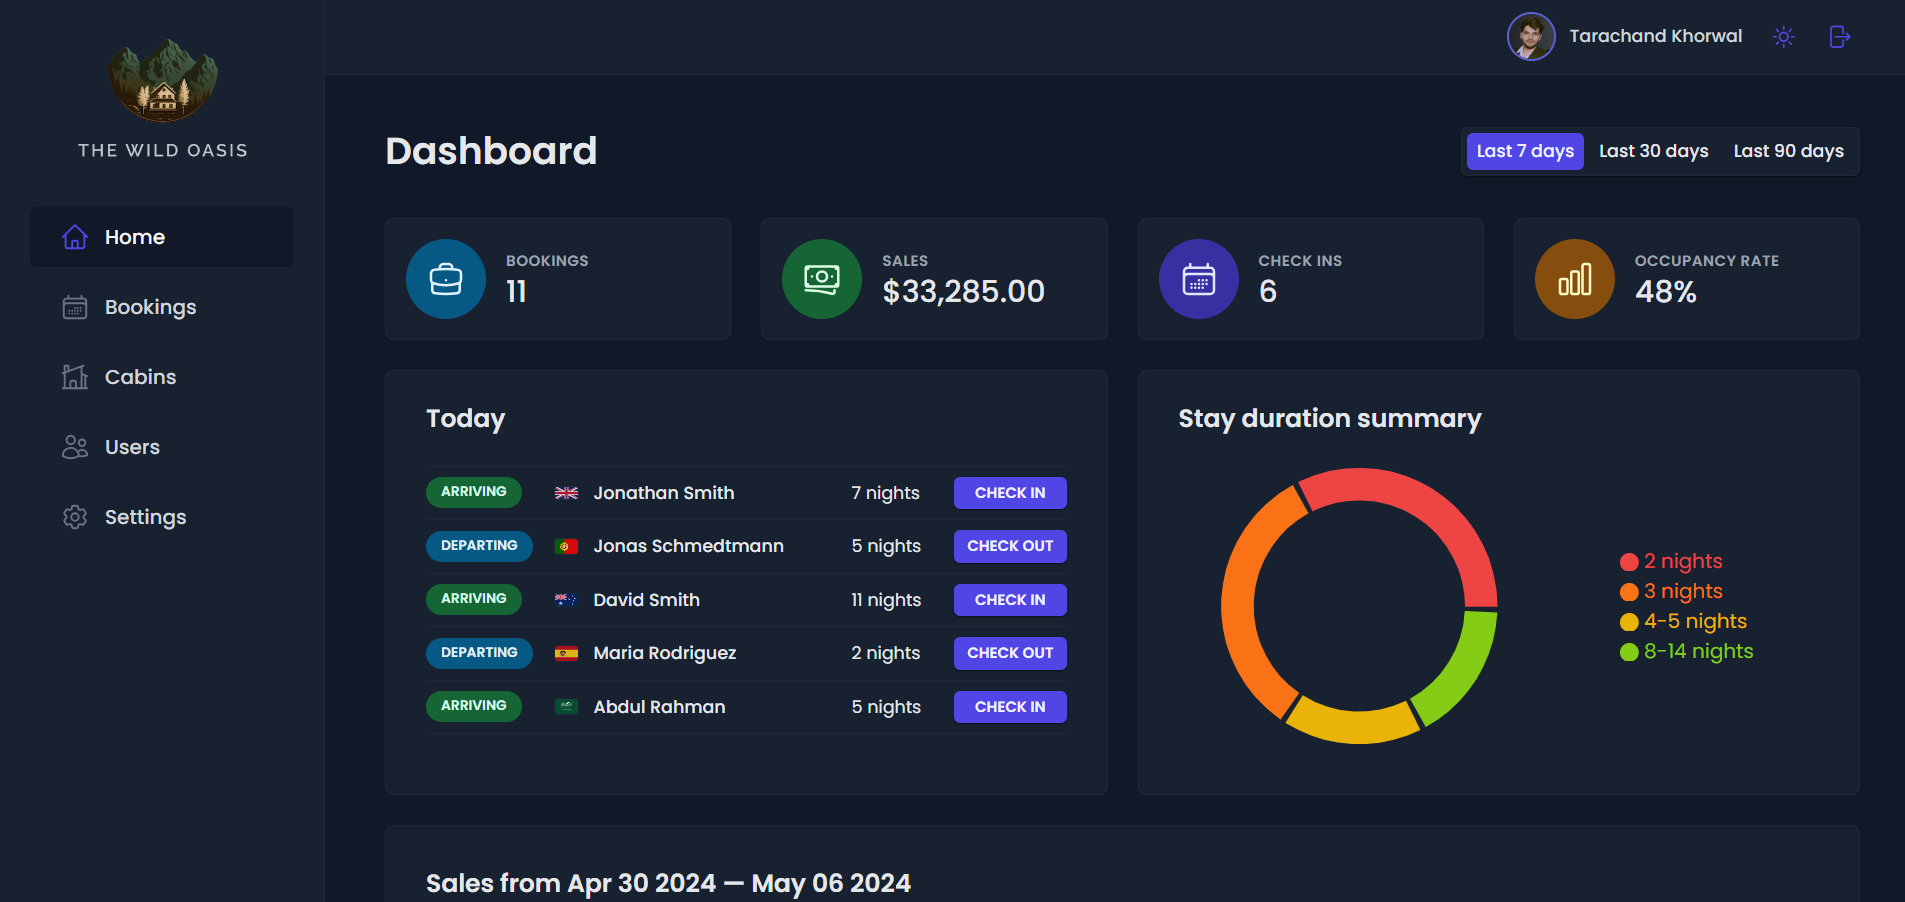 THE WILD OASIS
Home
Bookings
Cabins
Users
Settings
Tarachand Khorwal
Dashboard
Last 7 days Last 30 days Last 90 days
BOOKINGS
11
SALES
$33,285.00
CHECK INS
6
OCCUPANCY RATE
48%
Today
ARRIVING Jonathan Smith 7 nights CHECK IN
DEPARTING Jonas Schmedtmann 5 nights CHECK OUT
ARRIVING David Smith 11 nights CHECK IN
DEPARTING Maria Rodriguez 2 nights CHECK OUT
ARRIVING Abdul Rahman 5 nights CHECK IN
Stay duration summary
2 nights
3 nights
4-5 nights
8-14 nights
Sales from Apr 30 2024 — May 06 2024